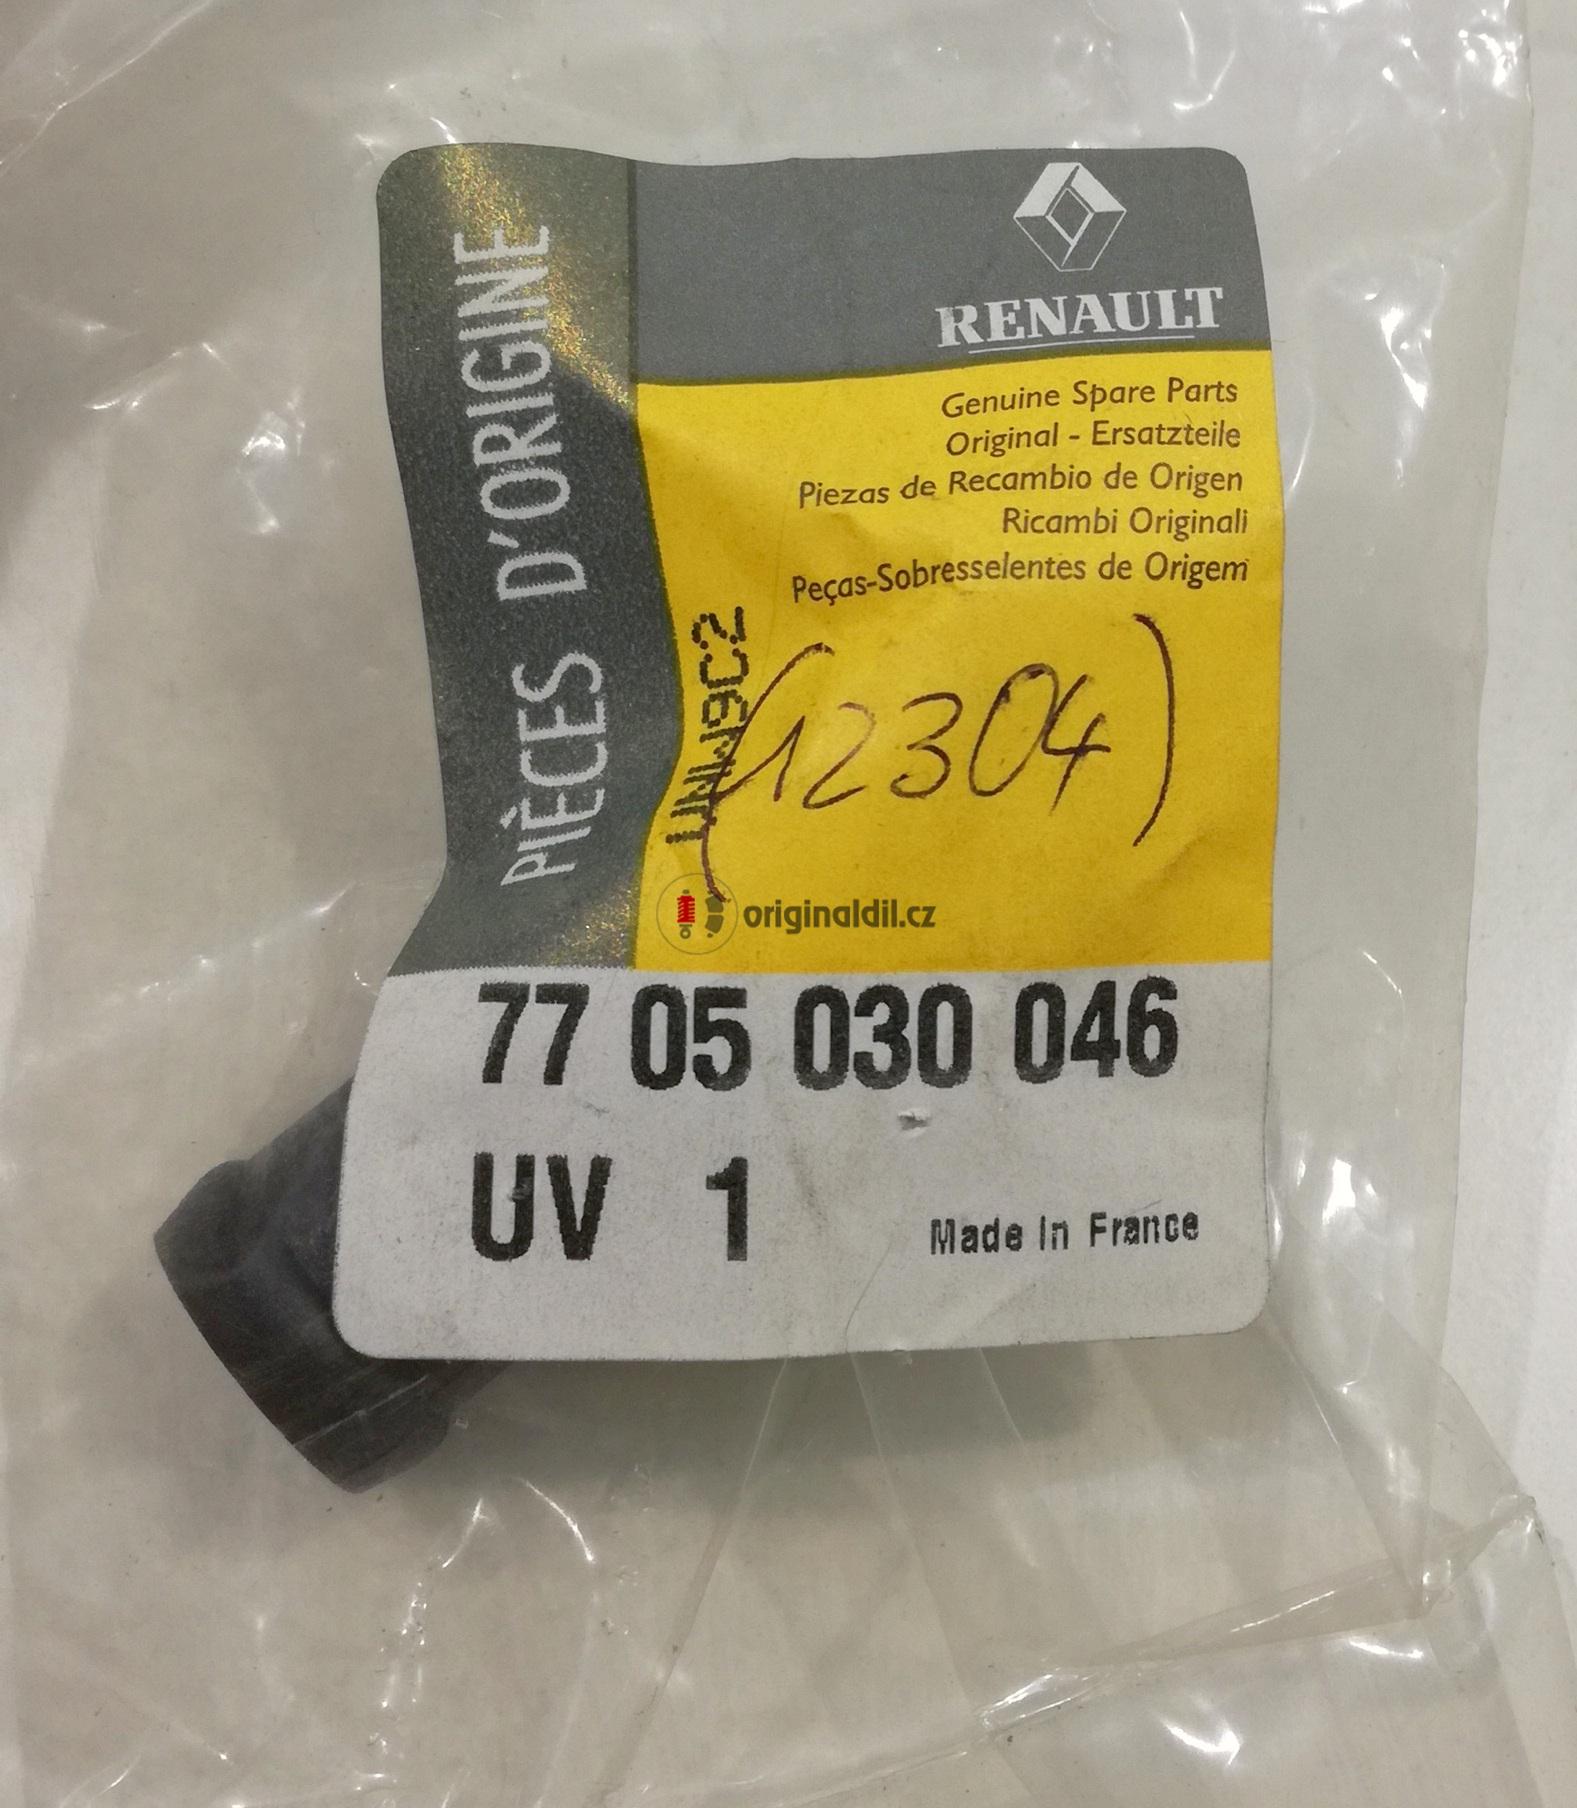 PIÈCES D'ORIGINE
RENAULT
Genuine Spare Parts
Original - Ersatzteile
Piezas de Recambio de Origen
Ricambi Originali
Peças-Sobresselentes de Origem
(12304)
originaldil.cz
77 05 030 046
UV 1
Made in France